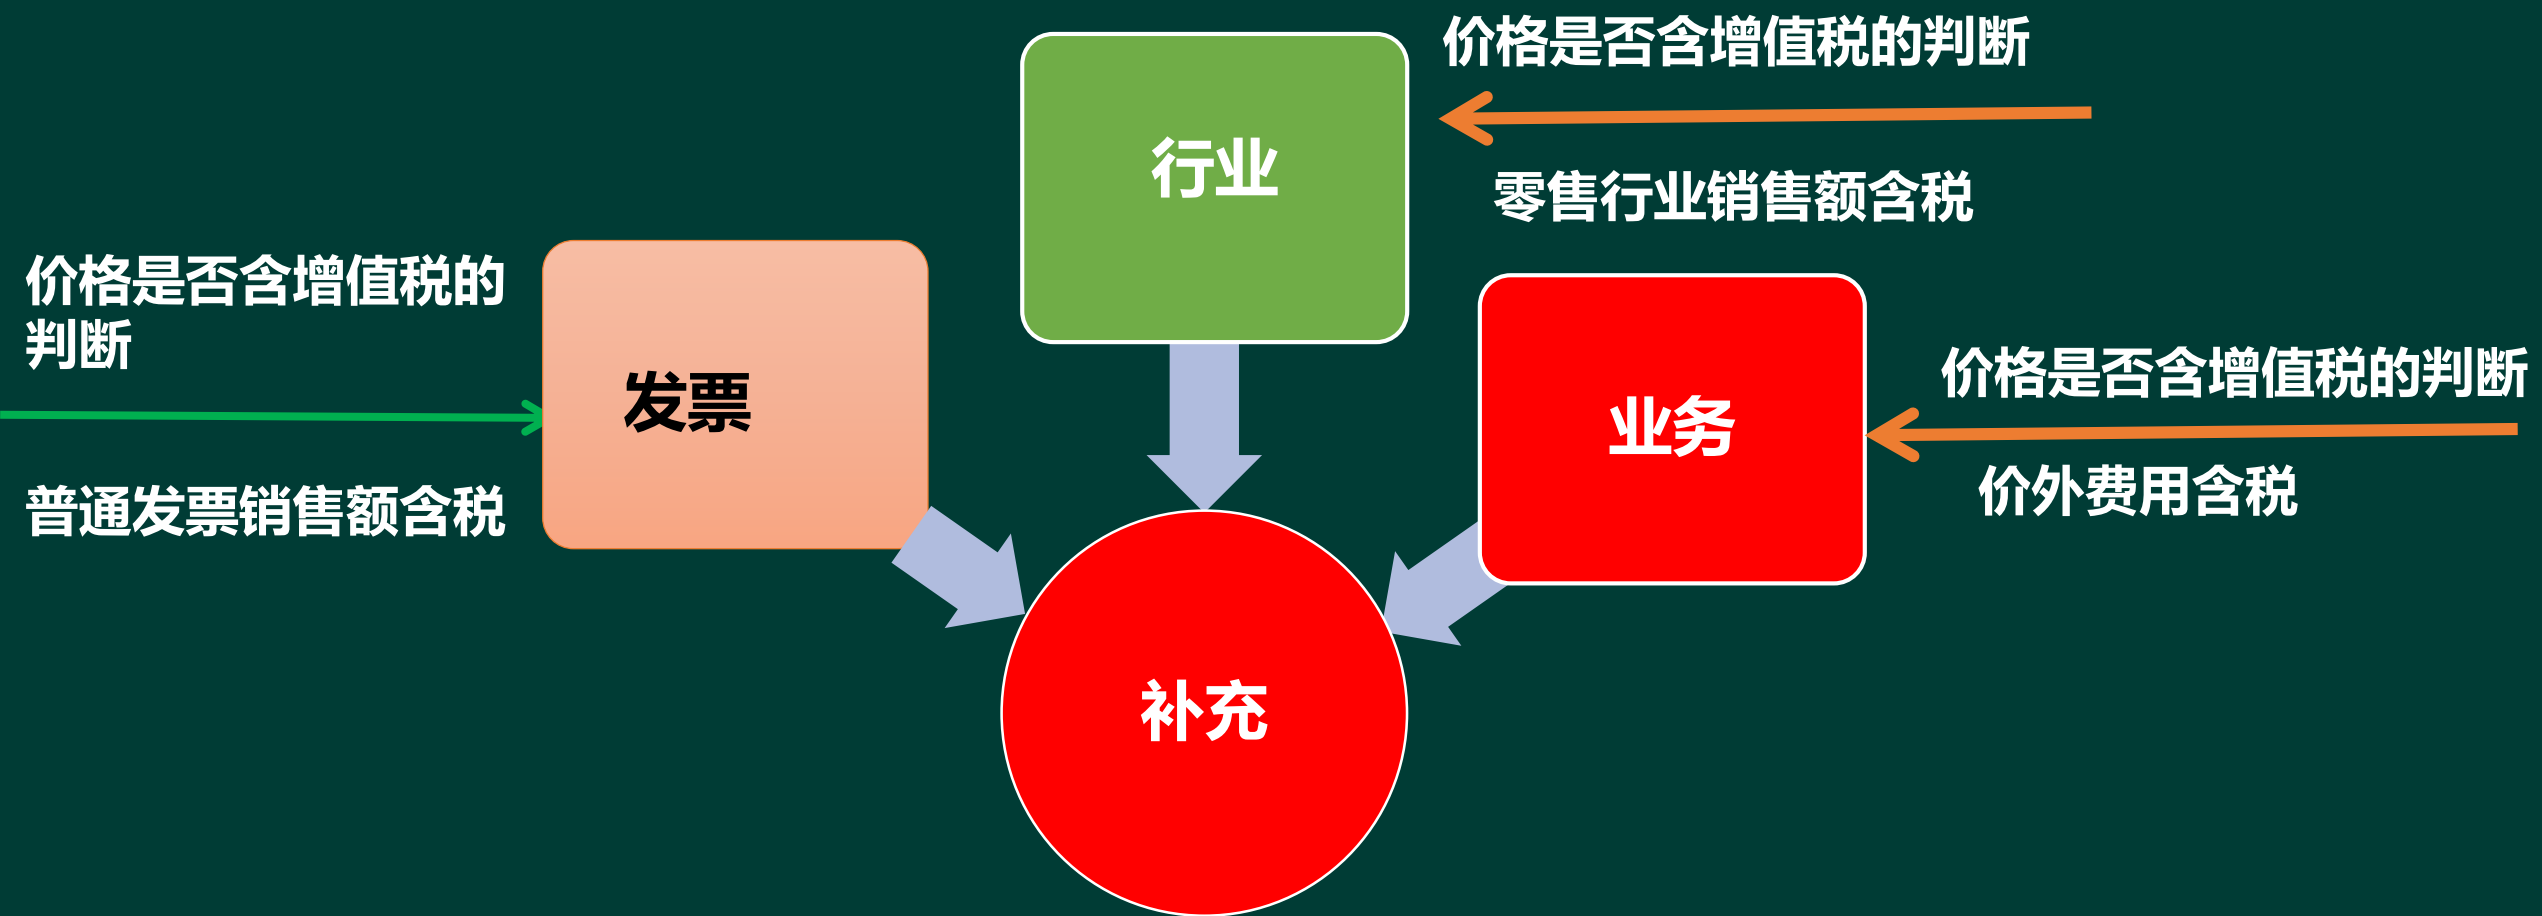 价格是否含增值税的判断
行业
零售行业销售额含税
价格是否含增值税的
判断
发票
普通发票销售额含税
价格是否含增值税的判断
业务
价外费用含税
补充